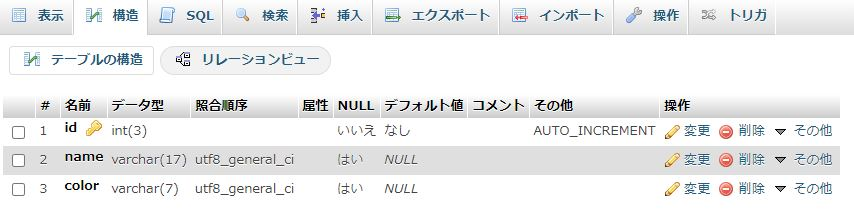 表示 構造 SQL 検索 挿入 エクスポート インポート 操作 トリガ
テーブルの構造 リレーションビュー
# 名前 データ型 照合順序 属性 NULL デフォルト値 コメント その他 操作
1 id int(3) いいえ なし AUTO_INCREMENT 変更 削除 その他
2 name varchar(17) utf8_general_ci はい NULL 変更 削除 その他
3 color varchar(7) utf8_general_ci はい NULL 変更 削除 その他